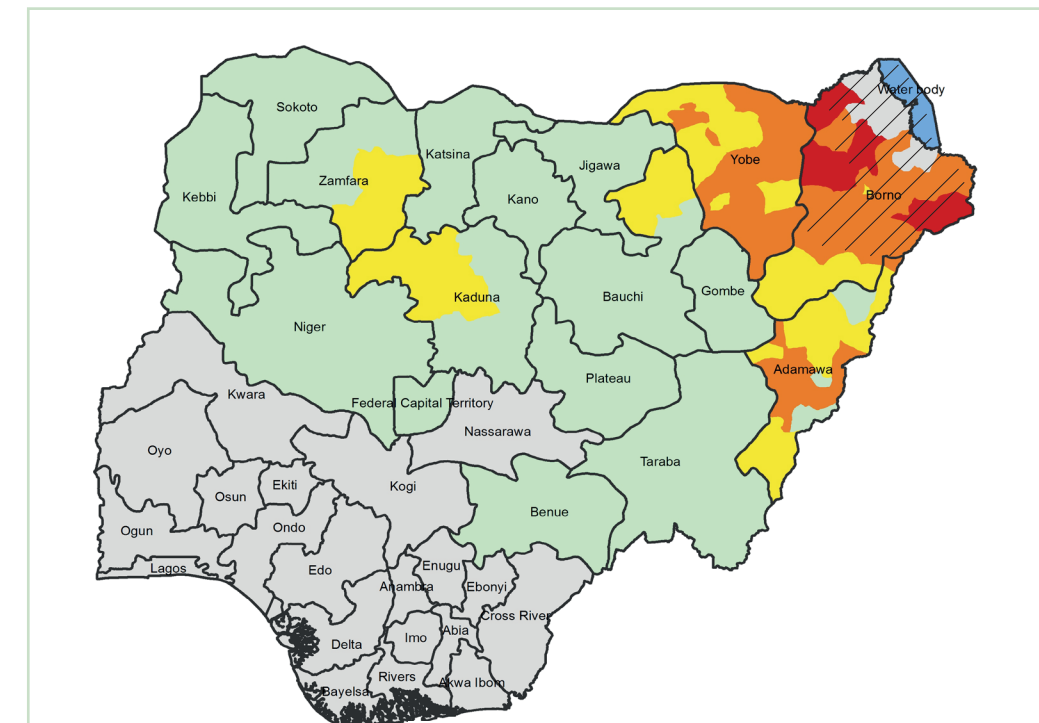 Water body
Sokoto
Katsina
Yobe
Jigawa
Zamfara
Kebbi
Kano
Borno
Gombe
Bauchi
Kaduna
Niger
Adamawa
Plateau
Kwara
Federal Capital Territory
Nassarawa
Oyo
Taraba
Ekiti
Kogi
Osun
Benue
Ondo
Ogun
Enugu
Lagos
Edo
Anambra
Ebonyi
Cross River
Abia
Imo
Delta
Rivers
Akwa Ibom
Bayelsa